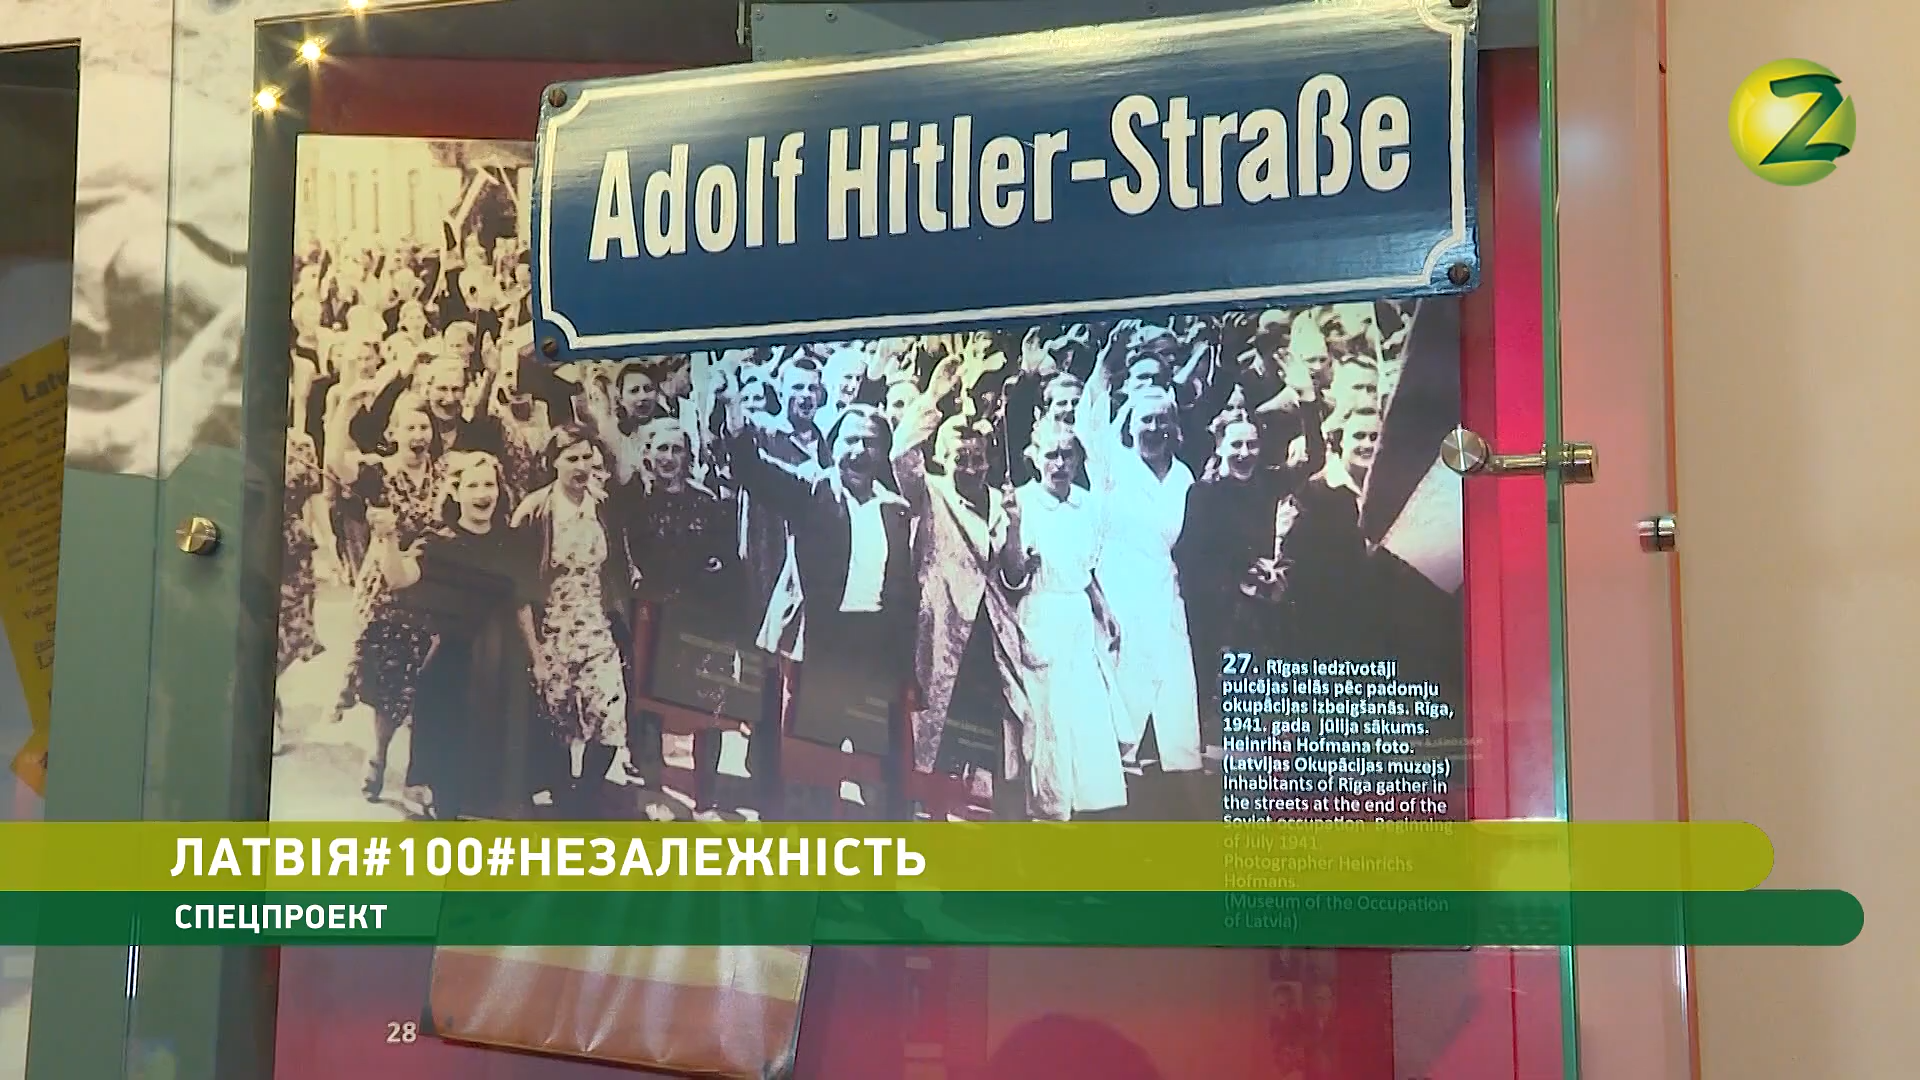 Adolf Hitler-Straße
Z
27. Rīgas iedzīvotāji
pulcējas ielās pēc padomju
okupācijas izbeigšanās. Rīga,
1941. gada jūlija sākums.
Heinriha Hofmana foto.
(Latvijas Okupācijas muzejs)
Inhabitants of Rīga gather in
the streets at the end of the
Soviet occupation. Beginning
of July 1941.
Photographer Heinrichs
Hofmans.
(Museum of the Occupation
of Latvia)
ЛАТВІЯ#100#НЕЗАЛЕЖНІСТЬ
СПЕЦПРОЕКТ
28